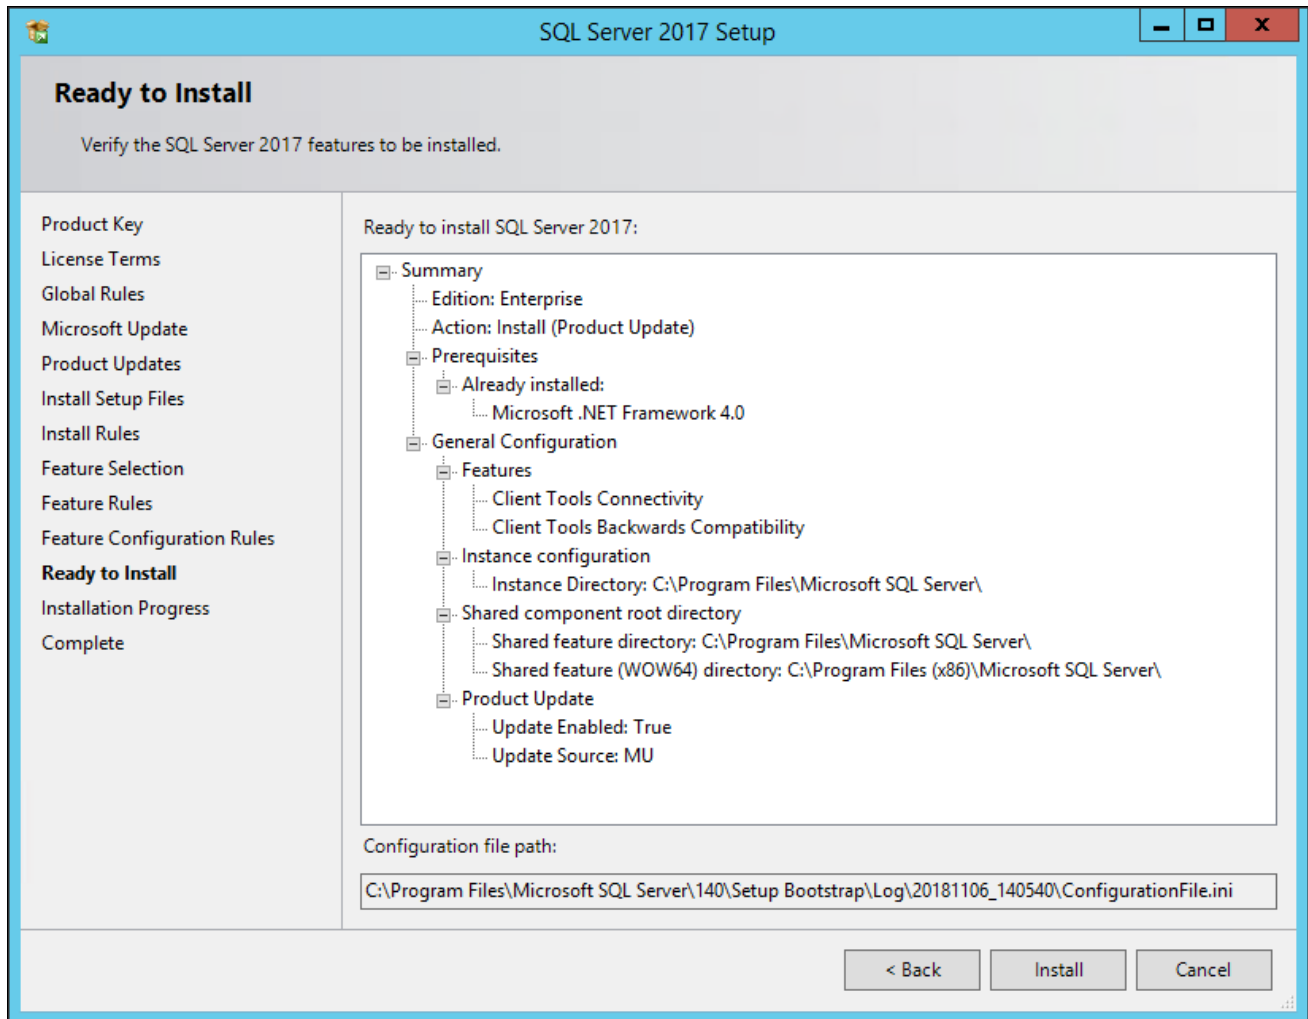 SQL Server 2017 Setup
Ready to Install
Verify the SQL Server 2017 features to be installed.
Product Key
License Terms
Global Rules
Microsoft Update
Product Updates
Install Setup Files
Install Rules
Feature Selection
Feature Rules
Feature Configuration Rules
Ready to Install
Installation Progress
Complete
Ready to install SQL Server 2017:
Summary
Edition: Enterprise
Action: Install (Product Update)
Prerequisites
Already installed:
Microsoft .NET Framework 4.0
General Configuration
Features
Client Tools Connectivity
Client Tools Backwards Compatibility
Instance configuration
Instance Directory: C:\Program Files\Microsoft SQL Server\
Shared component root directory
Shared feature directory: C:\Program Files\Microsoft SQL Server\
Shared feature (WOW64) directory: C:\Program Files (x86)\Microsoft SQL Server\
Product Update
Update Enabled: True
Update Source: MU
Configuration file path:
C:\Program Files\Microsoft SQL Server\140\Setup Bootstrap\Log\20181106_140540\ConfigurationFile.ini
< Back
Install
Cancel